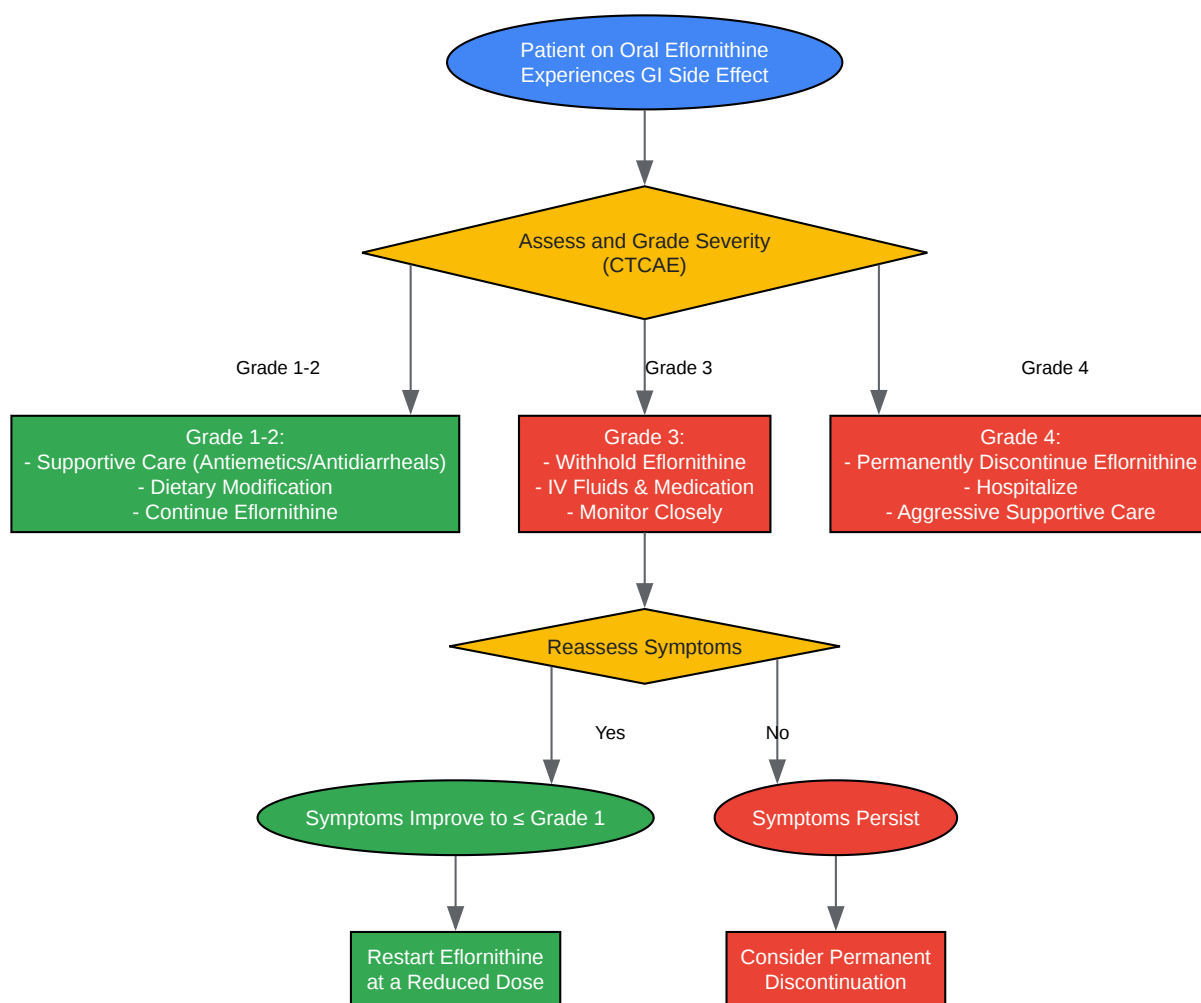 Patient on Oral Eflornithine
Experiences GI Side Effect
Assess and Grade Severity
(CTCAE)
Grade 1-2
Grade 3
Grade 4
Grade 1-2:
- Supportive Care (Antiemetics/Antidiarrheals)
- Dietary Modification
- Continue Eflornithine
Grade 3:
- Withhold Eflornithine
- IV Fluids & Medication
- Monitor Closely
Grade 4:
- Permanently Discontinue Eflornithine
- Hospitalize
- Aggressive Supportive Care
Reassess Symptoms
Yes
No
Symptoms Improve to ≤ Grade 1
Symptoms Persist
Restart Eflornithine
at a Reduced Dose
Consider Permanent
Discontinuation